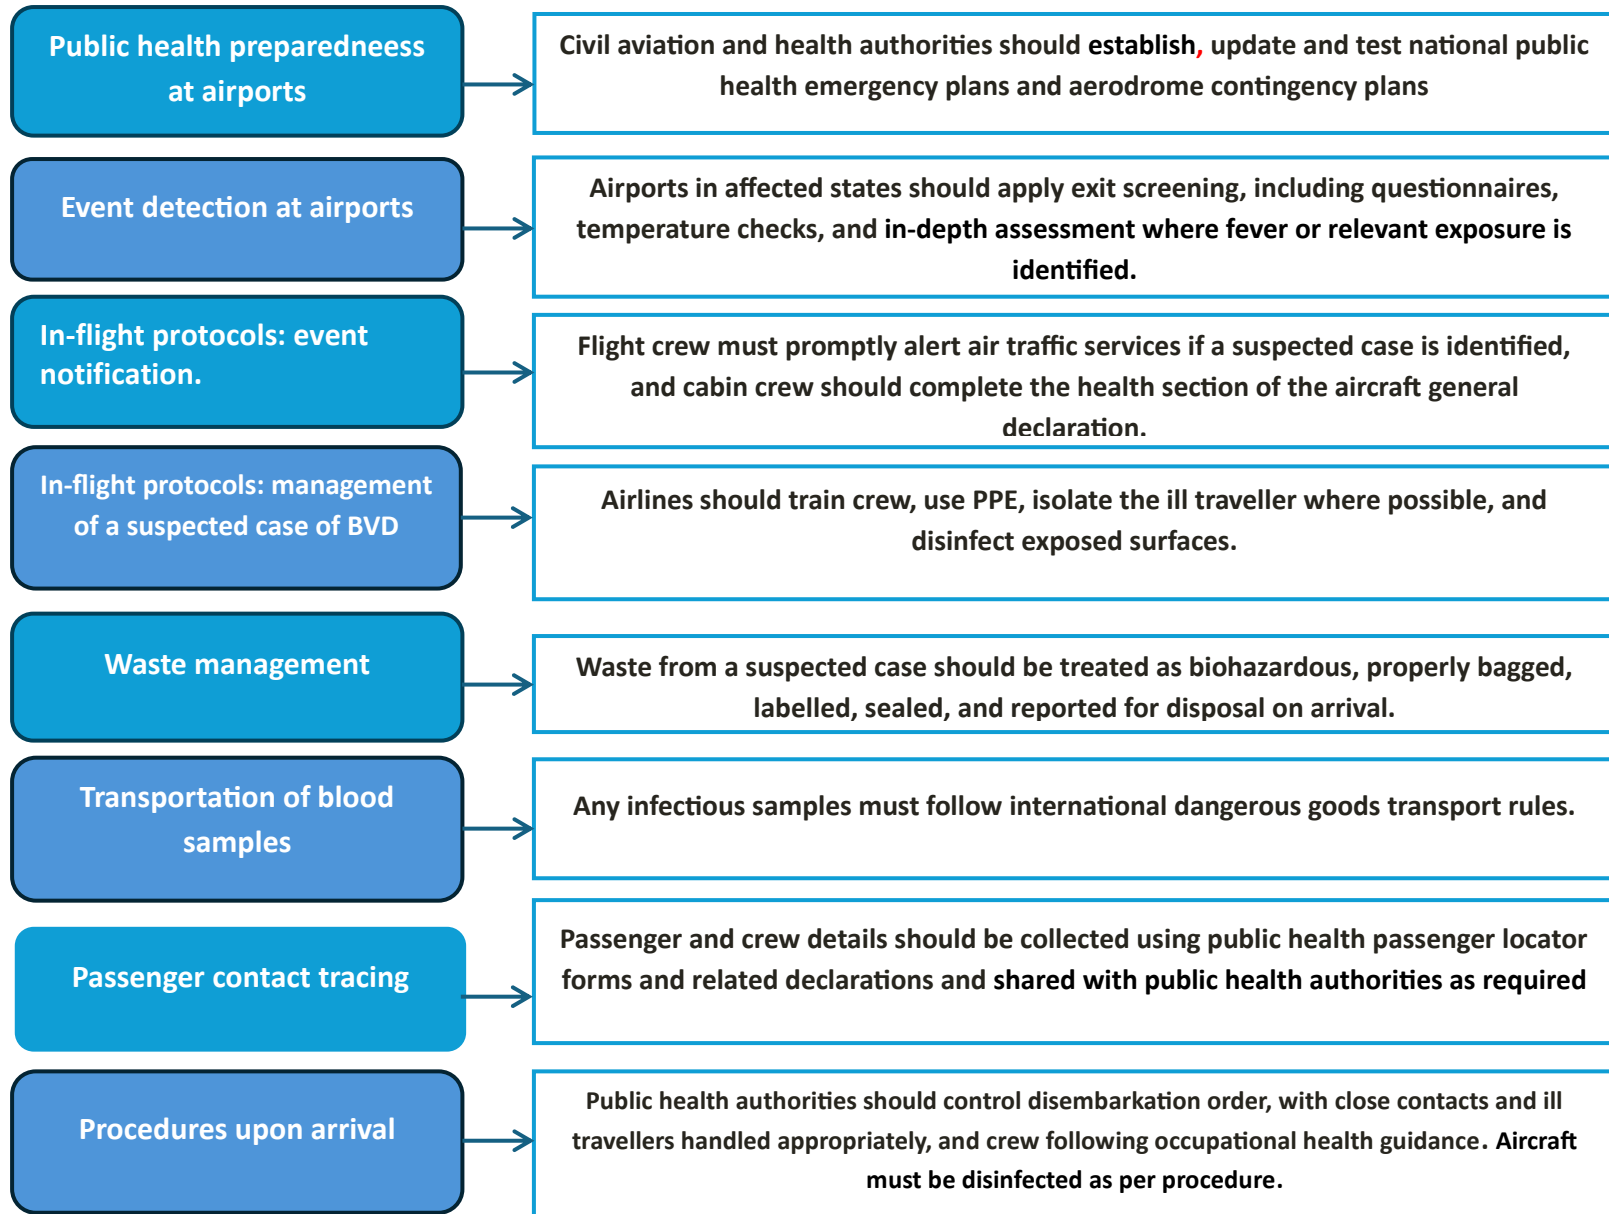 Public health preparedneess
at airports
Civil aviation and health authorities should establish, update and test national public
health emergency plans and aerodrome contingency plans
Event detection at airports
Airports in affected states should apply exit screening, including questionnaires,
temperature checks, and in-depth assessment where fever or relevant exposure is
identified.
In-flight protocols: event
notification.
Flight crew must promptly alert air traffic services if a suspected case is identified,
and cabin crew should complete the health section of the aircraft general
declaration.
In-flight protocols: management
of a suspected case of BVD
Airlines should train crew, use PPE, isolate the ill traveller where possible, and
disinfect exposed surfaces.
Waste management
Waste from a suspected case should be treated as biohazardous, properly bagged,
labelled, sealed, and reported for disposal on arrival.
Transportation of blood
samples
Any infectious samples must follow international dangerous goods transport rules.
Passenger contact tracing
Passenger and crew details should be collected using public health passenger locator
forms and related declarations and shared with public health authorities as required
Procedures upon arrival
Public health authorities should control disembarkation order, with close contacts and ill
travellers handled appropriately, and crew following occupational health guidance. Aircraft
must be disinfected as per procedure.